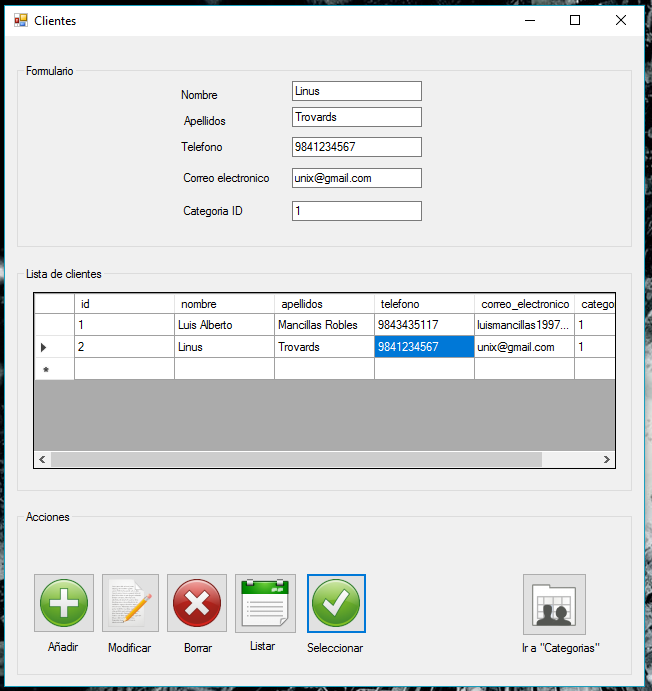 Clientes
Formulario
Nombre Linus
Apellidos Trovards
Telefono 9841234567
Correo electronico unix@gmail.com
Categoria ID 1
Lista de clientes
id nombre apellidos telefono correo_electronico catego
1 Luis Alberto Mancillas Robles 9843435117 luismancillas1997... 1
2 Linus Trovards 9841234567 unix@gmail.com 1
Acciones
Añadir Modificar Borrar Listar Seleccionar Ir a "Categorias"